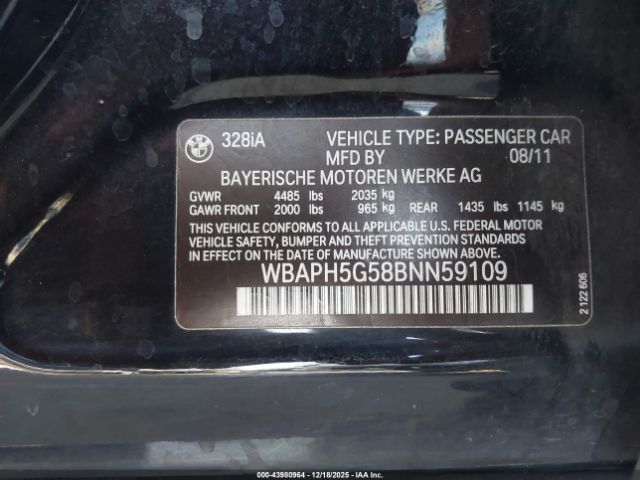 BMW
328iA VEHICLE TYPE: PASSENGER CAR
MFD BY 08/11
BAYERISCHE MOTOREN WERKE AG
GVWR 4485 lbs 2035 kg
GAWR FRONT 2000 lbs 965 kg REAR 1435 lbs 1145 kg
THIS VEHICLE CONFORMS TO ALL APPLICABLE U.S. FEDERAL MOTOR
VEHICLE SAFETY, BUMPER AND THEFT PREVENTION STANDARDS
IN EFFECT ON THE DATE OF MANUFACTURE SHOWN ABOVE.
WBAPH5G58BNN59109
2 122 606
000-43980964 - 12/18/2025 - IAAI.COM